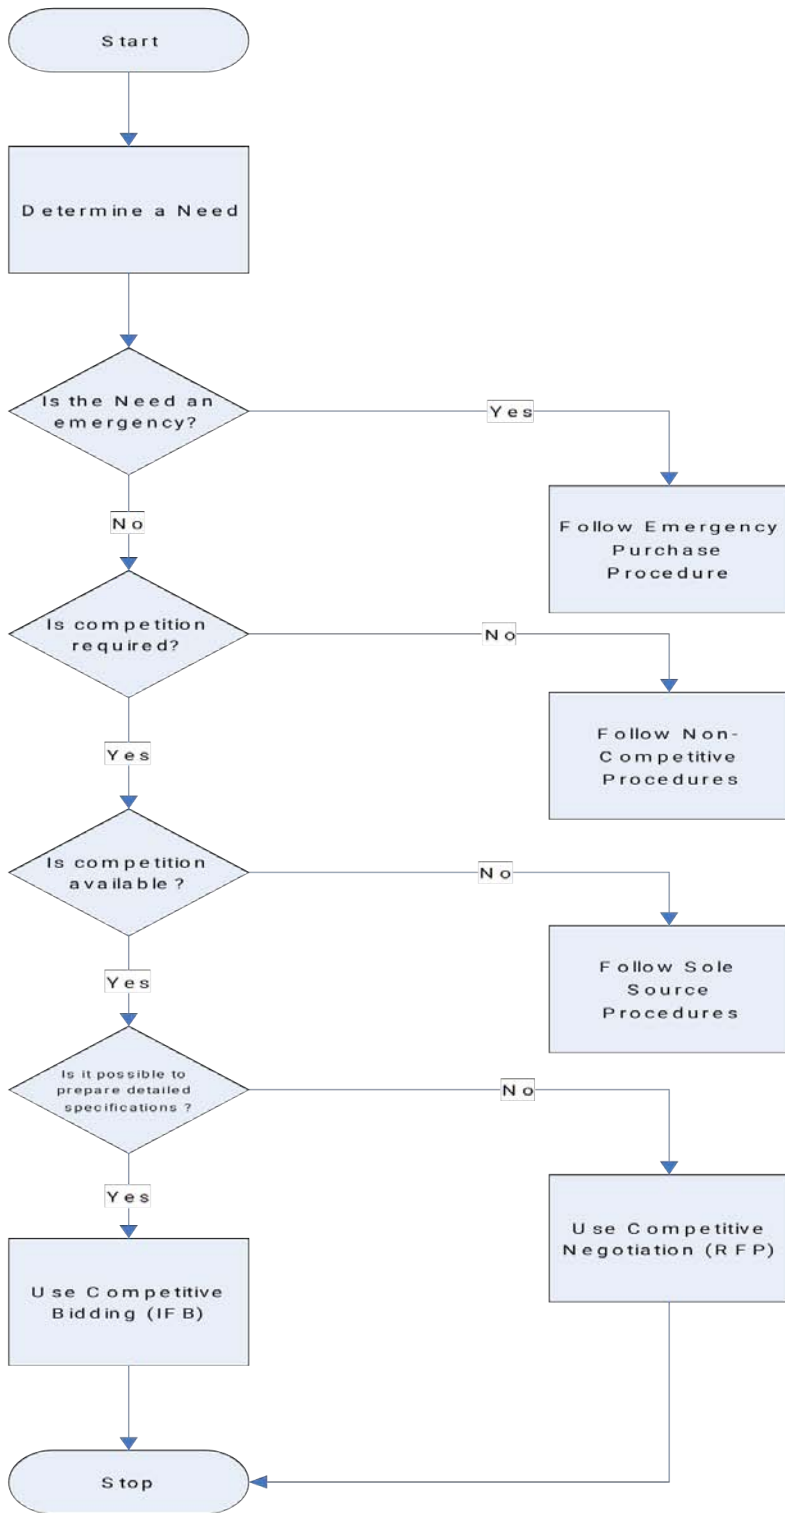 Start
Determine a Need
Is the Need an
emergency?
Yes
No
Follow Emergency
Purchase
Procedure
Is competition
required?
No
Yes
Follow Non-
Competitive
Procedures
Is competition
available ?
No
Yes
Follow Sole
Source
Procedures
Is it possible to
prepare detailed
specifications ?
No
Yes
Use Competitive
Negotiation (RFP)
Use Competitive
Bidding (IFB)
Stop